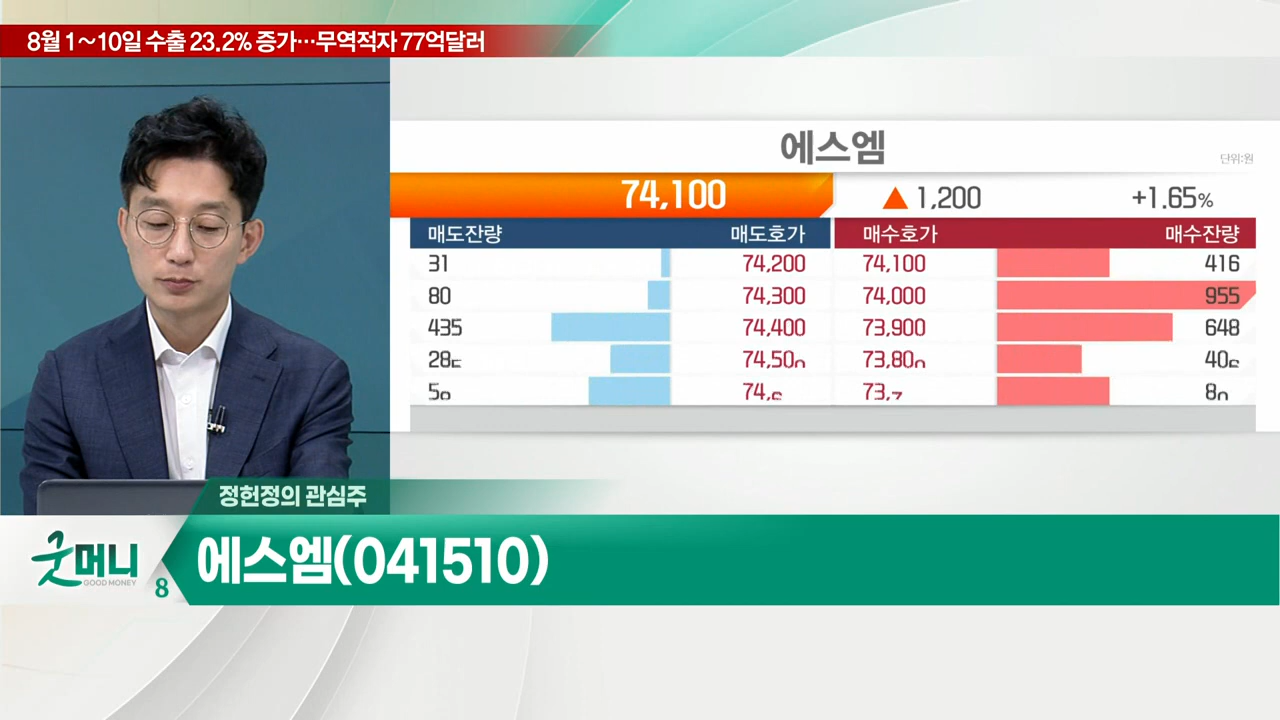 8월 1~10일 수출 23.2% 증가…무역적자 77억달러
에스엠
단위:원
74,100 ▲ 1,200 +1.65%
매도잔량 매도호가 매수호가 매수잔량
31 74,200 74,100 416
80 74,300 74,000 955
435 74,400 73,900 648
74,500 73,800
정헌정의 관심주
굿머니
GOOD MONEY
8
에스엠(041510)